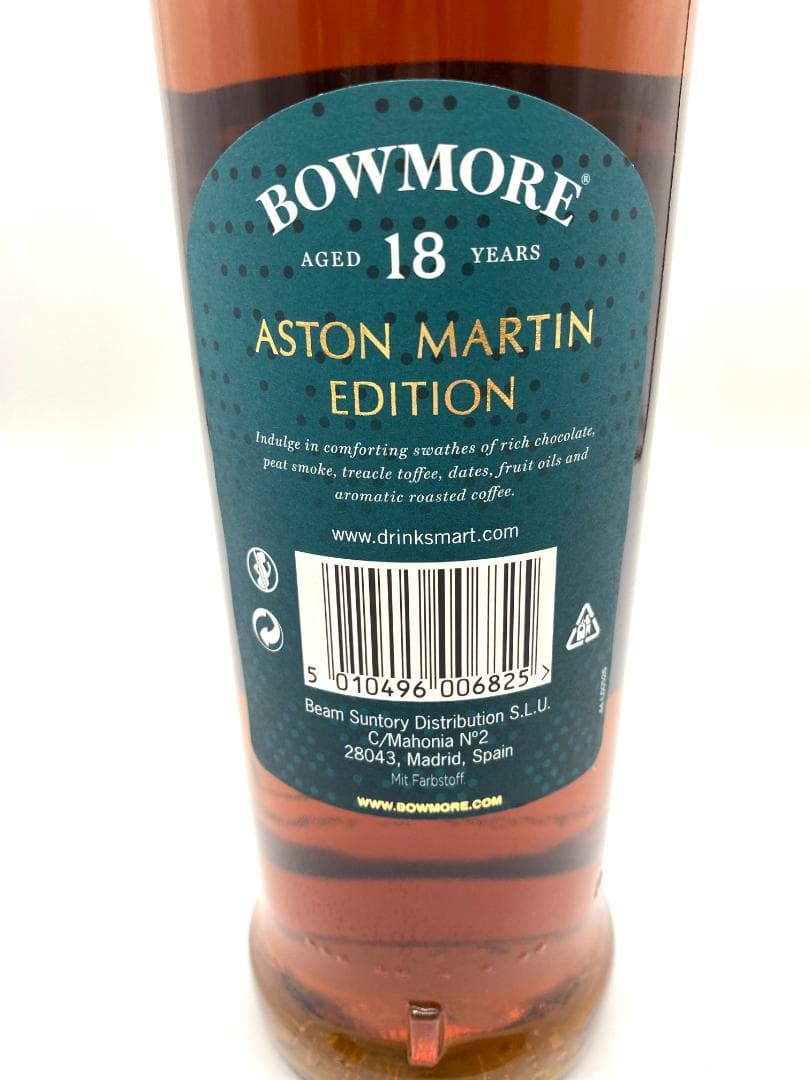 BOWMORE®
AGED 18 YEARS
ASTON MARTIN
EDITION
Indulge in comforting swathes of rich chocolate,
peat smoke, treacle toffee, dates, fruit oils and
aromatic roasted coffee.
www.drinksmart.com
5 010496 006825 >
Beam Suntory Distribution S.L.U.
C/Mahonia Nº2
28043, Madrid, Spain
Mit Farbstoff.
WWW.BOWMORE.COM